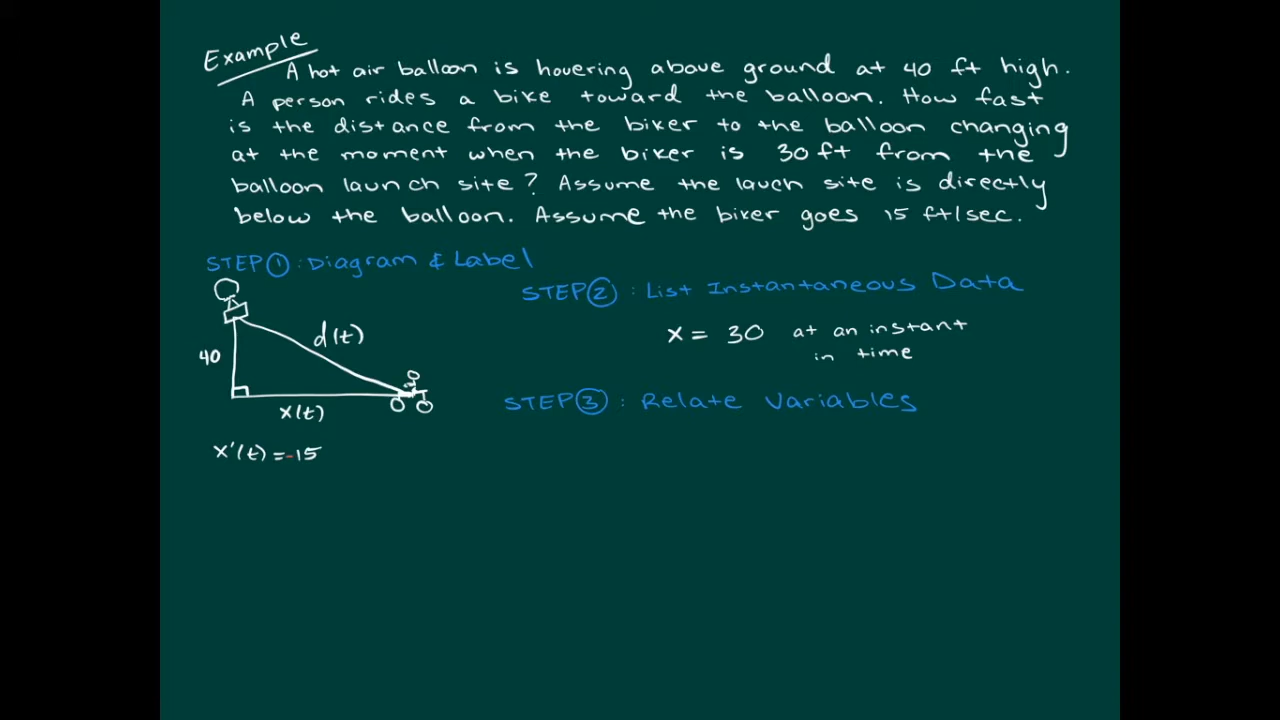 Example
A hot air balloon is hovering above ground at 40 ft high.
A person rides a bike toward the balloon. How fast
is the distance from the biker to the balloon changing
at the moment when the biker is 30ft from the
balloon launch site? Assume the lauch site is directly
below the balloon. Assume the biker goes 15 ft/sec.
STEP ① : Diagram & Label
STEP ② : List Instantaneous Data
x = 30 at an instant
in time
40
d(t)
x(t)
STEP ③ : Relate Variables
x'(t) = -15